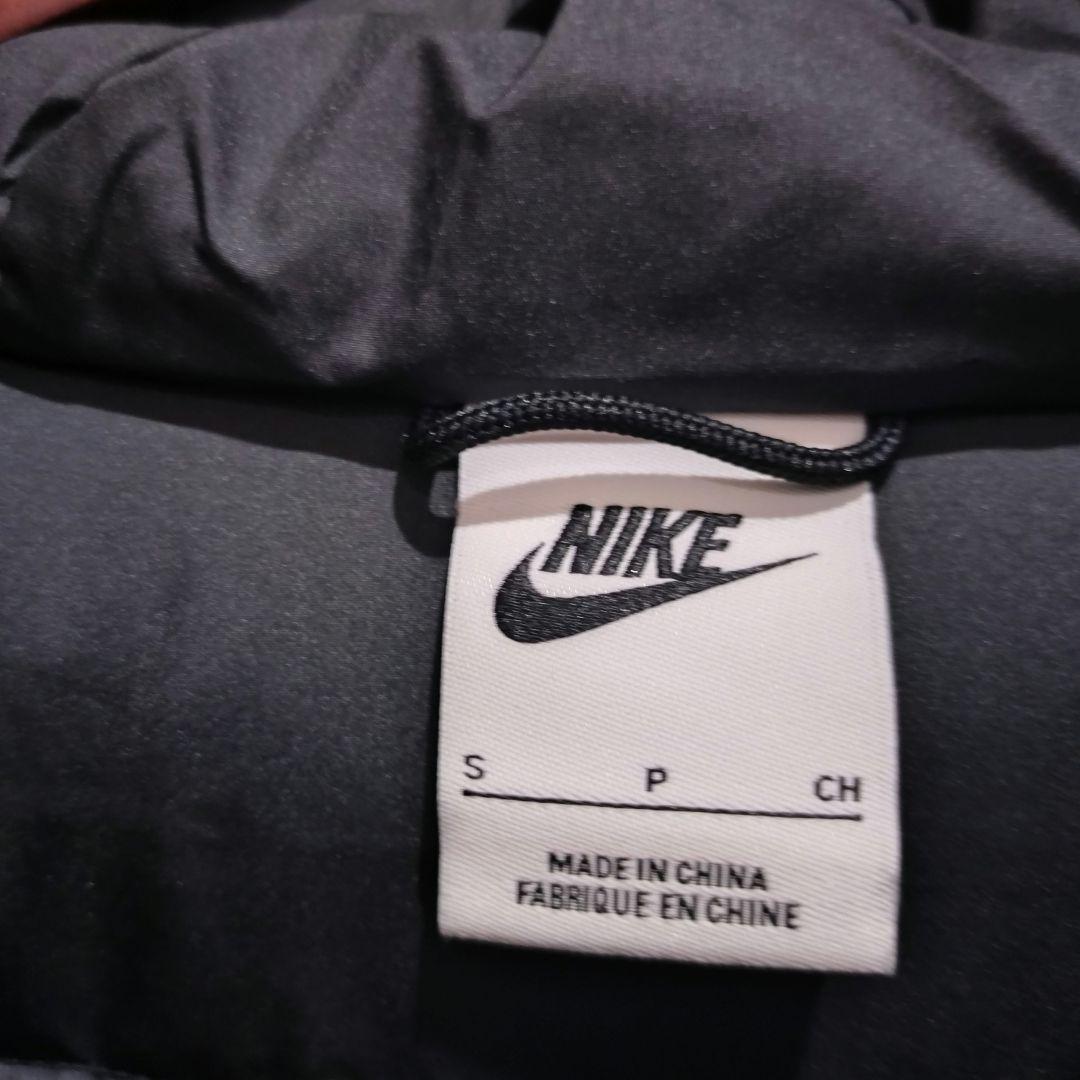 NIKE
S P CH
MADE IN CHINA
FABRIQUE EN CHINE